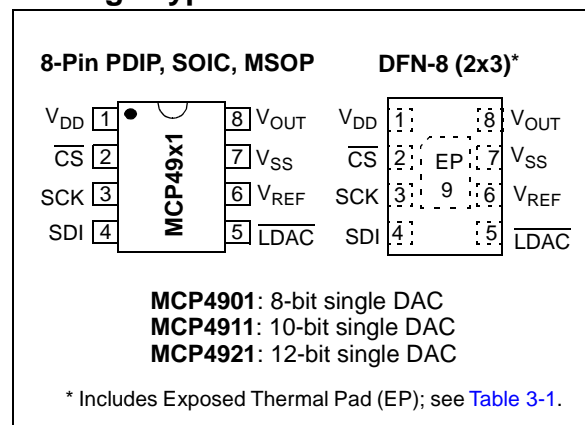 8-Pin PDIP, SOIC, MSOP
DFN-8 (2x3)*
VDD 1 8 VOUT
CS 2 7 VSS
SCK 3 6 VREF
SDI 4 5 LDAC
MCP49x1
VDD 1 8 VOUT
CS 2 EP 7 VSS
SCK 3 9 6 VREF
SDI 4 5 LDAC
MCP4901: 8-bit single DAC
MCP4911: 10-bit single DAC
MCP4921: 12-bit single DAC
* Includes Exposed Thermal Pad (EP); see Table 3-1.